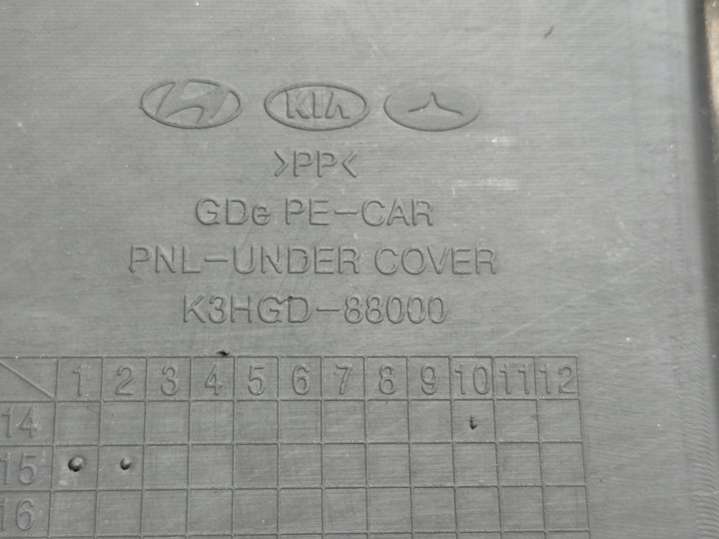 KIA
>PP<
GDe PE-CAR
PNL-UNDER COVER
K3HGD-88000
1 2 3 4 5 6 7 8 9 10 11 12
14
15
16